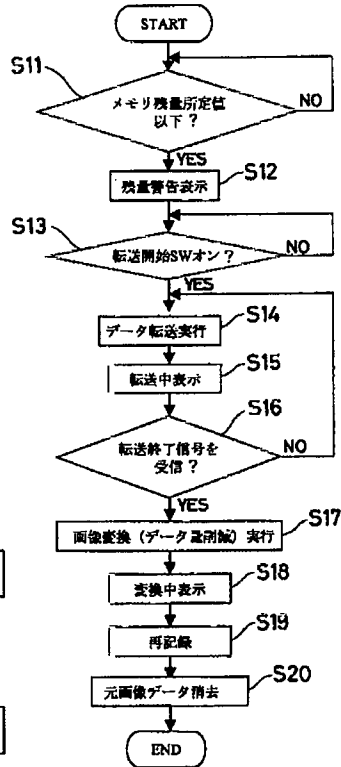 START
S11
メモリ残量所定値
以下？
NO
YES
S12
残量警告表示
S13
転送開始SWオン？
NO
YES
S14
データ転送実行
S15
転送中表示
S16
転送終了信号を
受信？
NO
YES
S17
画像変換（データ量削減）実行
S18
変換中表示
S19
再記録
S20
元画像データ消去
END